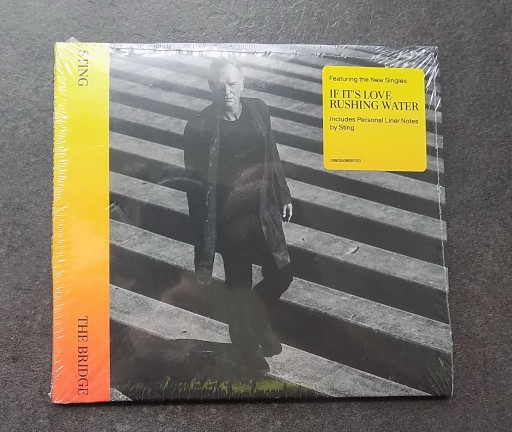 STING
THE BRIDGE
Featuring the New Singles
IF IT'S LOVE
RUSHING WATER
Includes Personal Liner Notes
by Sting